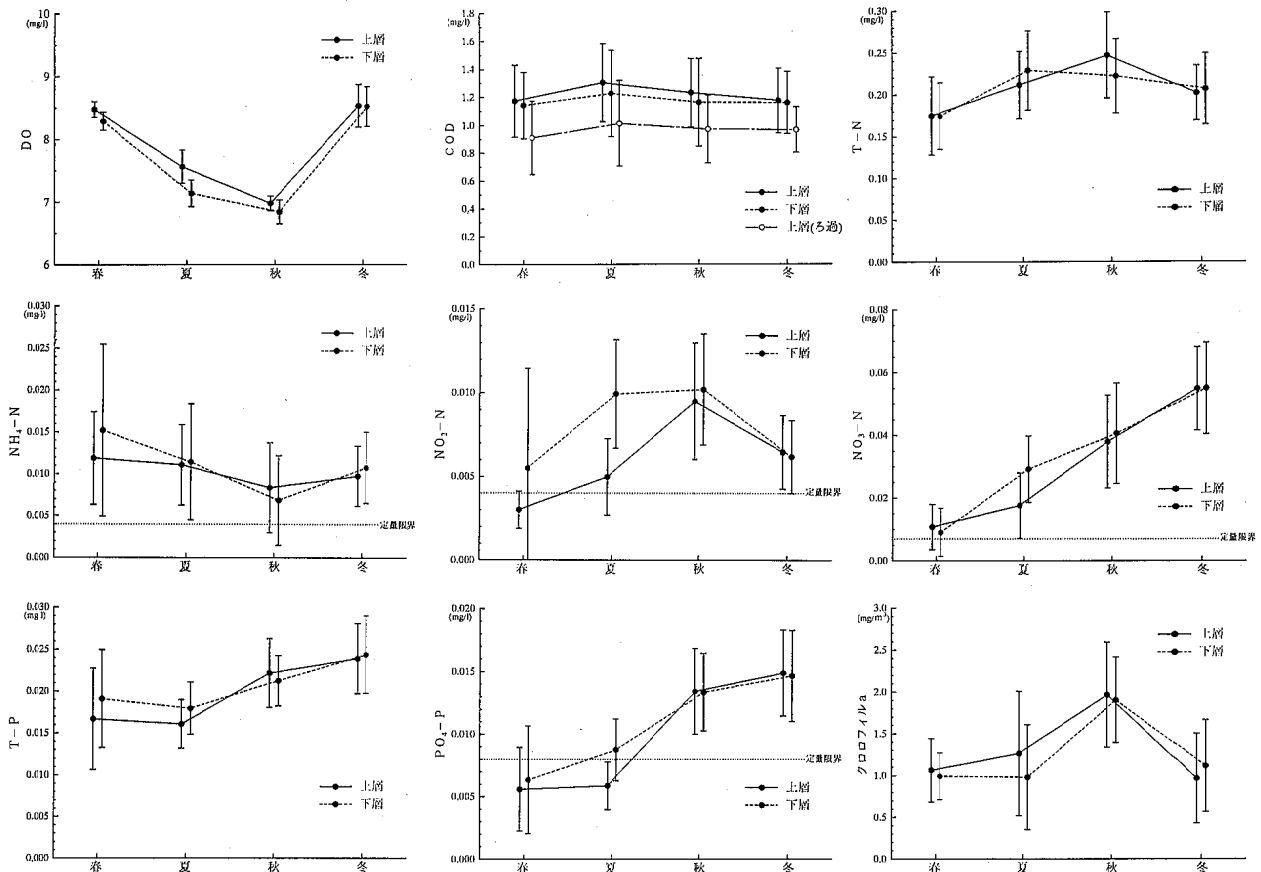 10
(mg/l)
9
8
7
6
DO
春
夏
秋
冬
上層
下層
1.8
(mg/l)
1.6
1.4
1.2
1.0
0.8
0.6
0.4
0.2
0.0
COD
春
夏
秋
冬
上層
下層
上層(ろ過)
0.30
(mg/l)
0.25
0.20
0.15
0.10
0.05
0.00
T-N
春
夏
秋
冬
上層
下層
0.030
(mg/l)
0.025
0.020
0.015
0.010
0.005
0.000
NH₄-N
春
夏
秋
冬
上層
下層
定量限界
0.015
(mg/l)
0.010
0.005
0.000
NO₂-N
春
夏
秋
冬
上層
下層
定量限界
0.08
(mg/l)
0.06
0.04
0.02
0.00
NO₃-N
春
夏
秋
冬
上層
下層
定量限界
0.030
(mg/l)
0.025
0.020
0.015
0.010
0.005
0.000
T-P
春
夏
秋
冬
上層
下層
0.020
(mg/l)
0.015
0.010
0.005
0.000
PO₄-P
春
夏
秋
冬
上層
下層
定量限界
3.0
(mg/m³)
2.5
2.0
1.5
1.0
0.5
0.0
クロロフィルa
春
夏
秋
冬
上層
下層